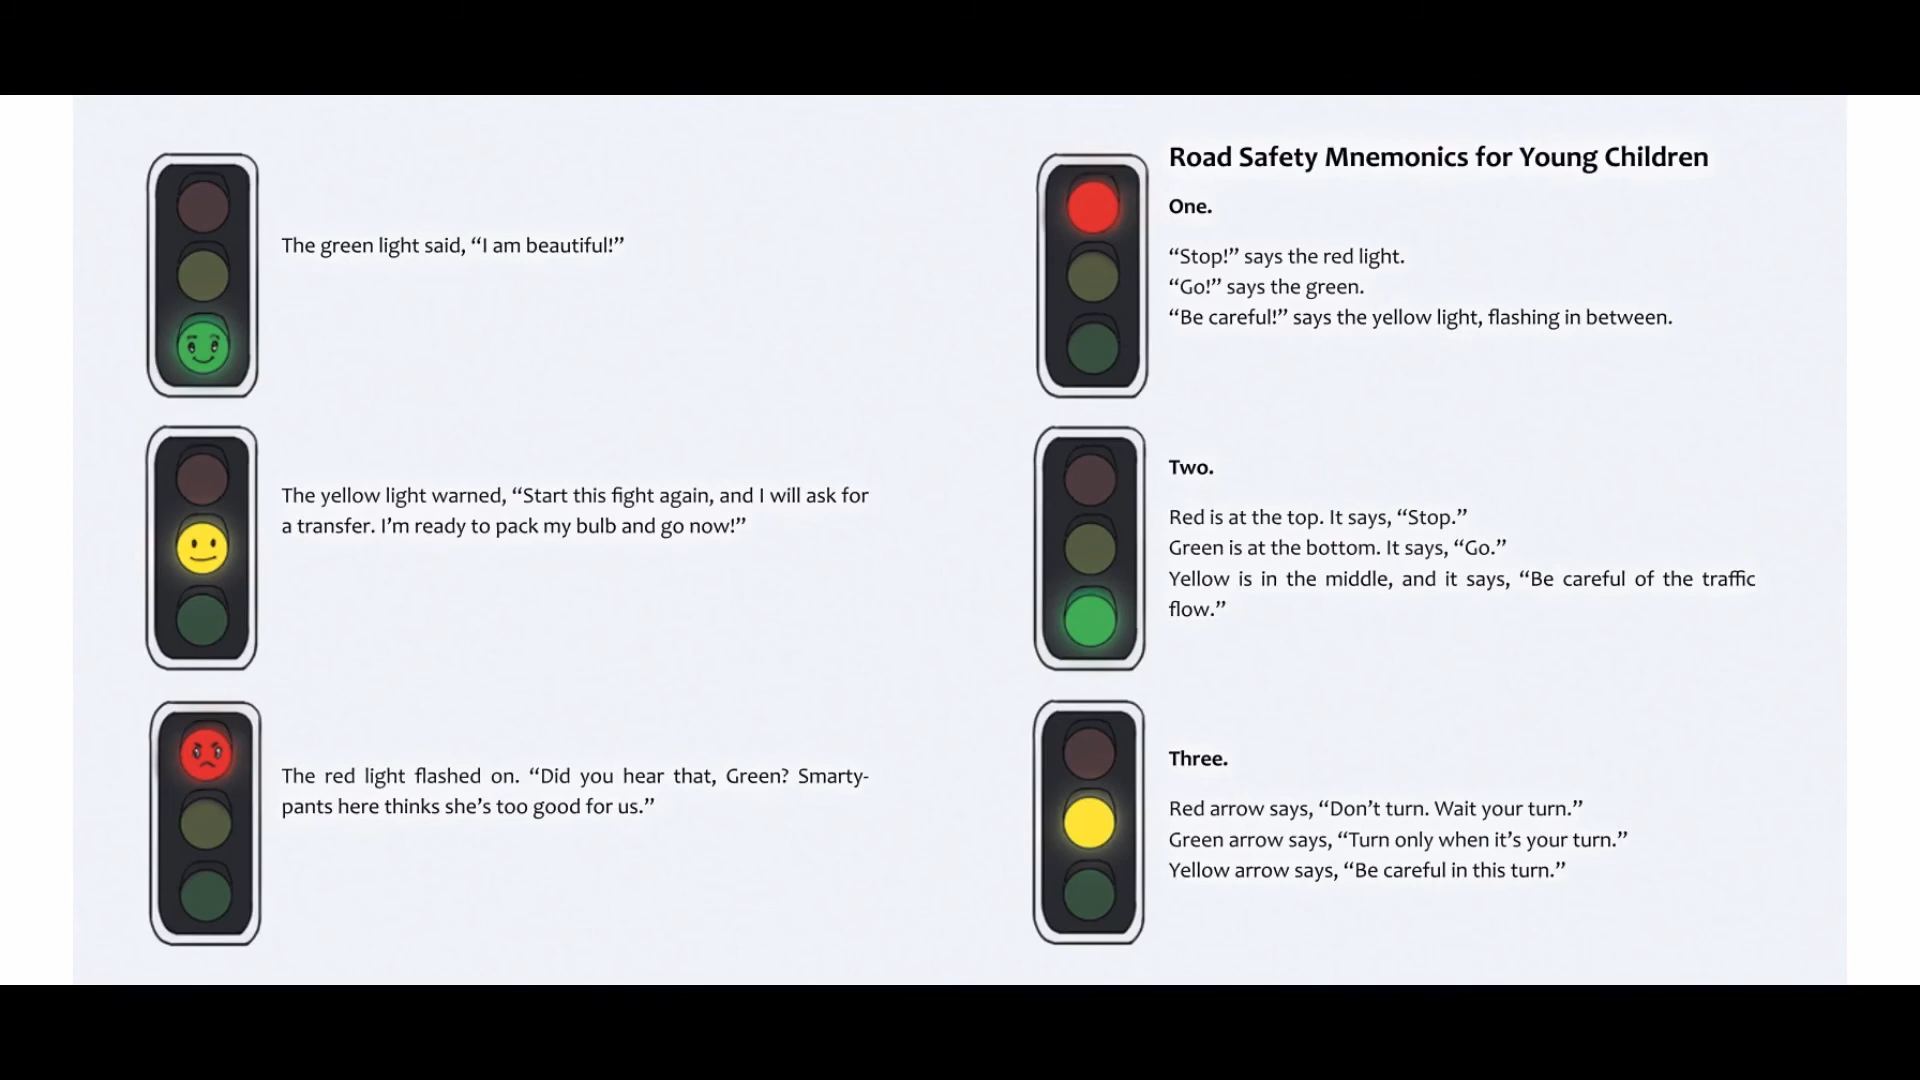 The green light said, “I am beautiful!”
The yellow light warned, “Start this fight again, and I will ask for
a transfer. I’m ready to pack my bulb and go now!”
The red light flashed on. “Did you hear that, Green? Smarty-
pants here thinks she’s too good for us.”
Road Safety Mnemonics for Young Children
One.
“Stop!” says the red light.
“Go!” says the green.
“Be careful!” says the yellow light, flashing in between.
Two.
Red is at the top. It says, “Stop.”
Green is at the bottom. It says, “Go.”
Yellow is in the middle, and it says, “Be careful of the traffic
flow.”
Three.
Red arrow says, “Don’t turn. Wait your turn.”
Green arrow says, “Turn only when it’s your turn.”
Yellow arrow says, “Be careful in this turn.”